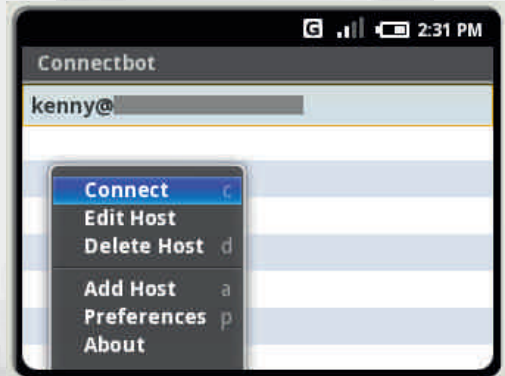 G 2:31 PM
Connectbot
kenny@
Connect c
Edit Host
Delete Host d
Add Host a
Preferences p
About